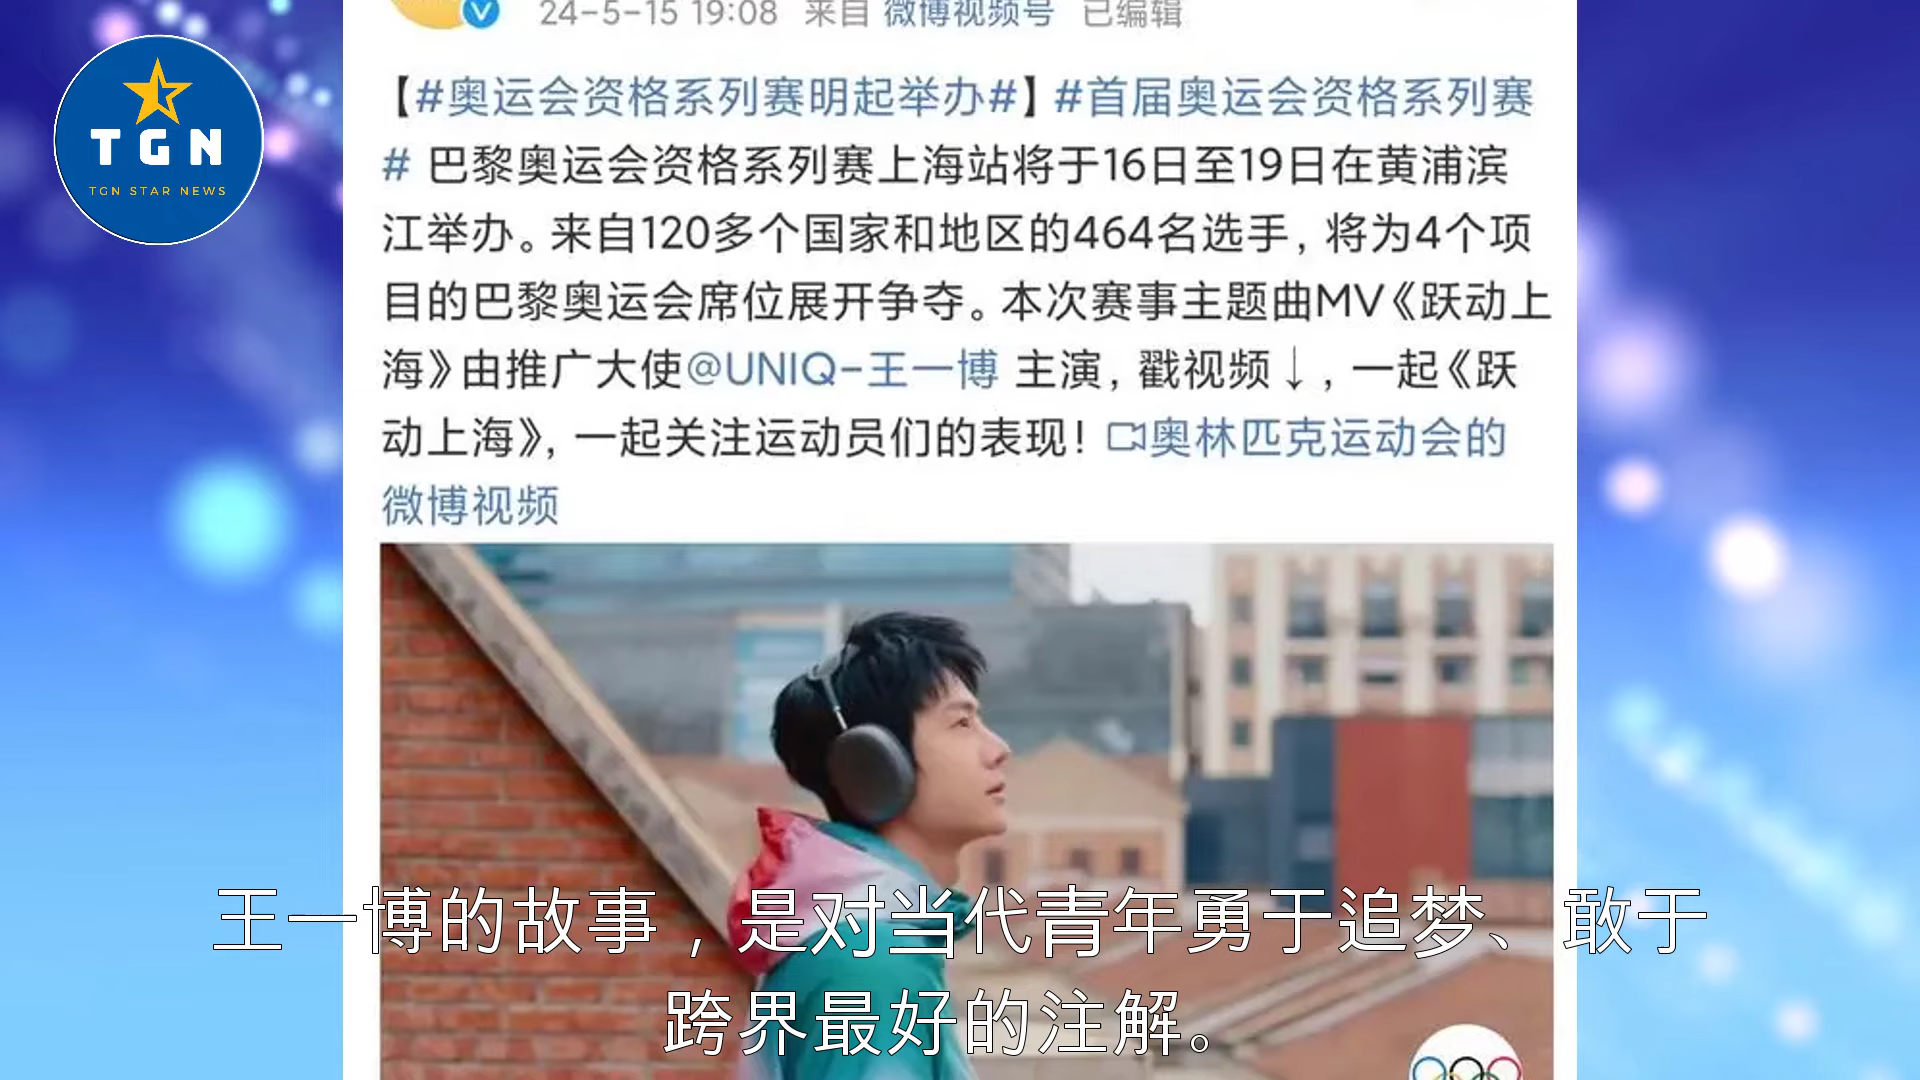 24-5-15 19:08 来自 微博视频号 已编辑
TGN
TGN STAR NEWS
【#奥运会资格系列赛明起举办#】#首届奥运会资格系列赛
# 巴黎奥运会资格系列赛上海站将于16日至19日在黄浦滨
江举办。来自120多个国家和地区的464名选手，将为4个项
目的巴黎奥运会席位展开争夺。本次赛事主题曲MV《跃动上
海》由推广大使@UNIQ-王一博 主演，戳视频↓，一起《跃
动上海》，一起关注运动员们的表现！奥林匹克运动会的
微博视频
王一博的故事，是对当代青年勇于追梦、敢于
跨界最好的注解。